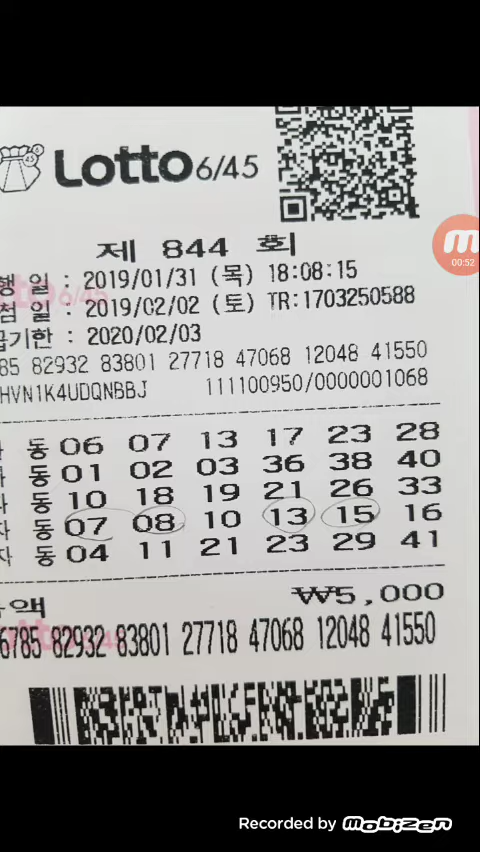 Lotto 6/45
제 844 회
행 일 : 2019/01/31 (목) 18:08:15
첨 일 : 2019/02/02 (토) TR:1703250588
급기한 : 2020/02/03
85 82932 83801 27718 47068 12048 41550
HVN1K4UDQNBBJ 111100950/0000001068
동 06 07 13 17 23 28
동 01 02 03 36 38 40
동 10 18 19 21 26 33
자 동 07 08 10 13 15 16
자 동 04 11 21 23 29 41
액 ₩5,000
6785 82932 83801 27718 47068 12048 41550
00:52
Recorded by mobizen